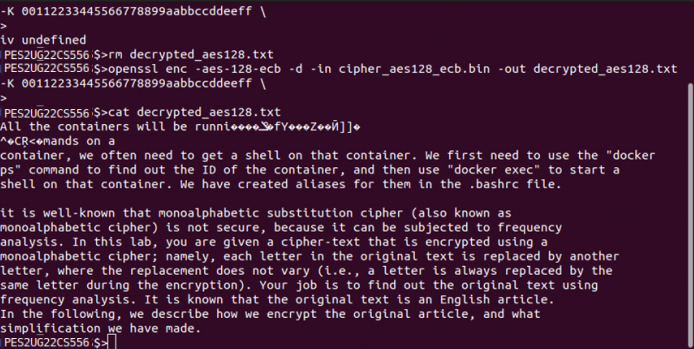 -K 00112233445566778899aabbccddeeff \
>
iv undefined
PES2UG22CS556$>rm decrypted_aes128.txt
PES2UG22CS556$>openssl enc -aes-128-ecb -d -in cipher_aes128_ecb.bin -out decrypted_aes128.txt
-K 00112233445566778899aabbccddeeff \
>
PES2UG22CS556$>cat decrypted_aes128.txt
All the containers will be runni����ݢ�fY���Z��Й]]�
^�CŖ<�mands on a
container, we often need to get a shell on that container. We first need to use the "docker
ps" command to find out the ID of the container, and then use "docker exec" to start a
shell on that container. We have created aliases for them in the .bashrc file.
it is well-known that monoalphabetic substitution cipher (also known as
monoalphabetic cipher) is not secure, because it can be subjected to frequency
analysis. In this lab, you are given a cipher-text that is encrypted using a
monoalphabetic cipher; namely, each letter in the original text is replaced by another
letter, where the replacement does not vary (i.e., a letter is always replaced by the
same letter during the encryption). Your job is to find out the original text using
frequency analysis. It is known that the original text is an English article.
In the following, we describe how we encrypt the original article, and what
simplification we have made.
PES2UG22CS556$>